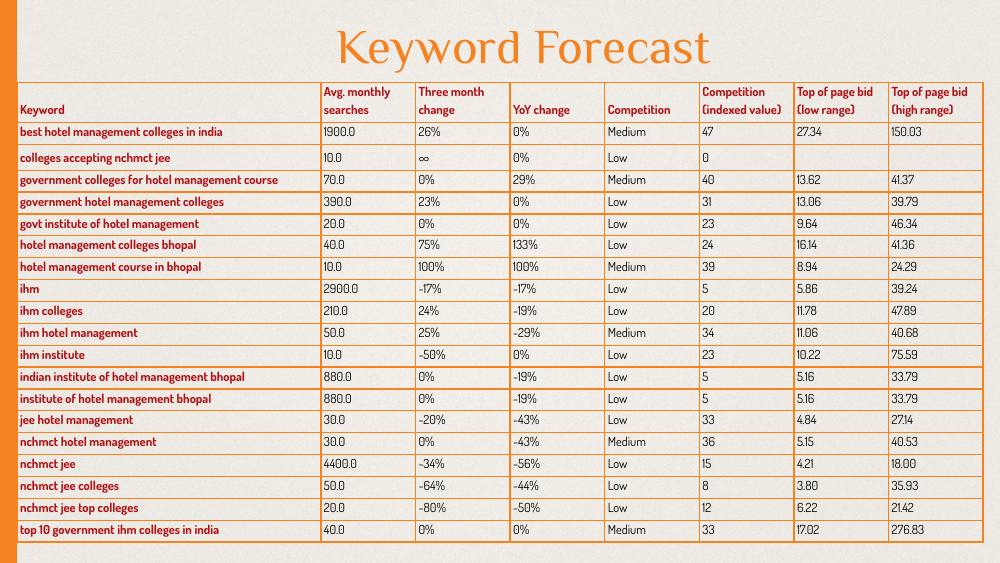 Keyword Forecast
Keyword | Avg. monthly searches | Three month change | YoY change | Competition | Competition (indexed value) | Top of page bid (low range) | Top of page bid (high range)
best hotel management colleges in india | 1900.0 | 26% | 0% | Medium | 47 | 27.34 | 150.03
colleges accepting nchmct jee | 10.0 | ∞ | 0% | Low | 0 | |
government colleges for hotel management course | 70.0 | 0% | 29% | Medium | 40 | 13.62 | 41.37
government hotel management colleges | 390.0 | 23% | 0% | Low | 31 | 13.06 | 39.79
govt institute of hotel management | 20.0 | 0% | 0% | Low | 23 | 9.64 | 46.34
hotel management colleges bhopal | 40.0 | 75% | 133% | Low | 24 | 16.14 | 41.36
hotel management course in bhopal | 10.0 | 100% | 100% | Medium | 39 | 8.94 | 24.29
ihm | 2900.0 | -17% | -17% | Low | 5 | 5.86 | 39.24
ihm colleges | 210.0 | 24% | -19% | Low | 20 | 11.78 | 47.89
ihm hotel management | 50.0 | 25% | -29% | Medium | 34 | 11.06 | 40.68
ihm institute | 10.0 | -50% | 0% | Low | 23 | 10.22 | 75.59
indian institute of hotel management bhopal | 880.0 | 0% | -19% | Low | 5 | 5.16 | 33.79
institute of hotel management bhopal | 880.0 | 0% | -19% | Low | 5 | 5.16 | 33.79
jee hotel management | 30.0 | -20% | -43% | Low | 33 | 4.84 | 27.14
nchmct hotel management | 30.0 | 0% | -43% | Medium | 36 | 5.15 | 40.53
nchmct jee | 4400.0 | -34% | -56% | Low | 15 | 4.21 | 18.00
nchmct jee colleges | 50.0 | -64% | -44% | Low | 8 | 3.80 | 35.93
nchmct jee top colleges | 20.0 | -80% | -50% | Low | 12 | 6.22 | 21.42
top 10 government ihm colleges in india | 40.0 | 0% | 0% | Medium | 33 | 17.02 | 276.83